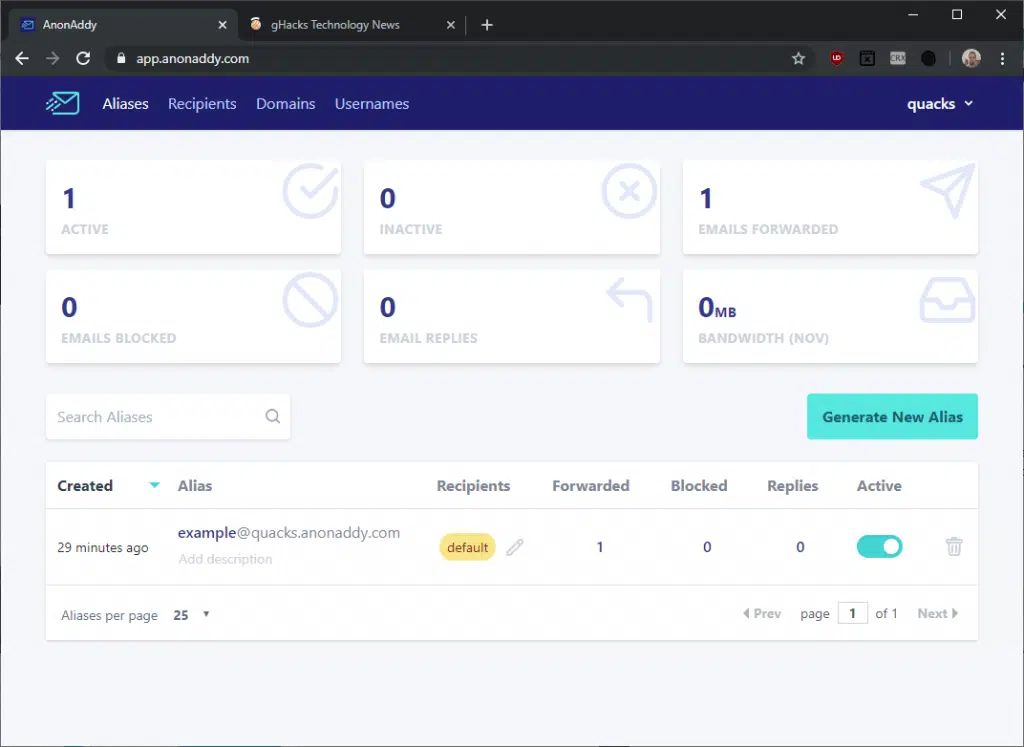 AnonAddy
gHacks Technology News
app.anonaddy.com
UD
CRX
Aliases Recipients Domains Usernames quacks
1
ACTIVE
0
INACTIVE
1
EMAILS FORWARDED
0
EMAILS BLOCKED
0
EMAIL REPLIES
0MB
BANDWIDTH (NOV)
Search Aliases
Generate New Alias
Created Alias Recipients Forwarded Blocked Replies Active
29 minutes ago example@quacks.anonaddy.com default 1 0 0
Add description
Aliases per page 25 Prev page 1 of 1 Next